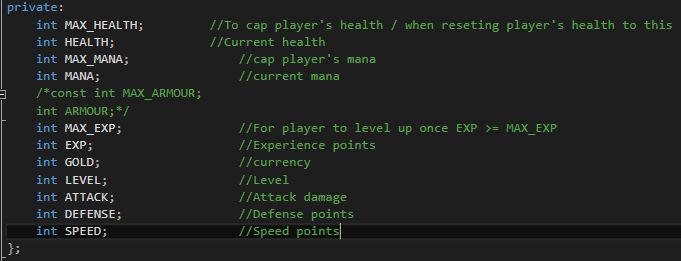 private:
int MAX_HEALTH; //To cap player's health / when reseting player's health to this
int HEALTH; //Current health
int MAX_MANA; //cap player's mana
int MANA; //current mana
/*const int MAX_ARMOUR;
int ARMOUR;*/
int MAX_EXP; //For player to level up once EXP >= MAX_EXP
int EXP; //Experience points
int GOLD; //currency
int LEVEL; //Level
int ATTACK; //Attack damage
int DEFENSE; //Defense points
int SPEED; //Speed points
};